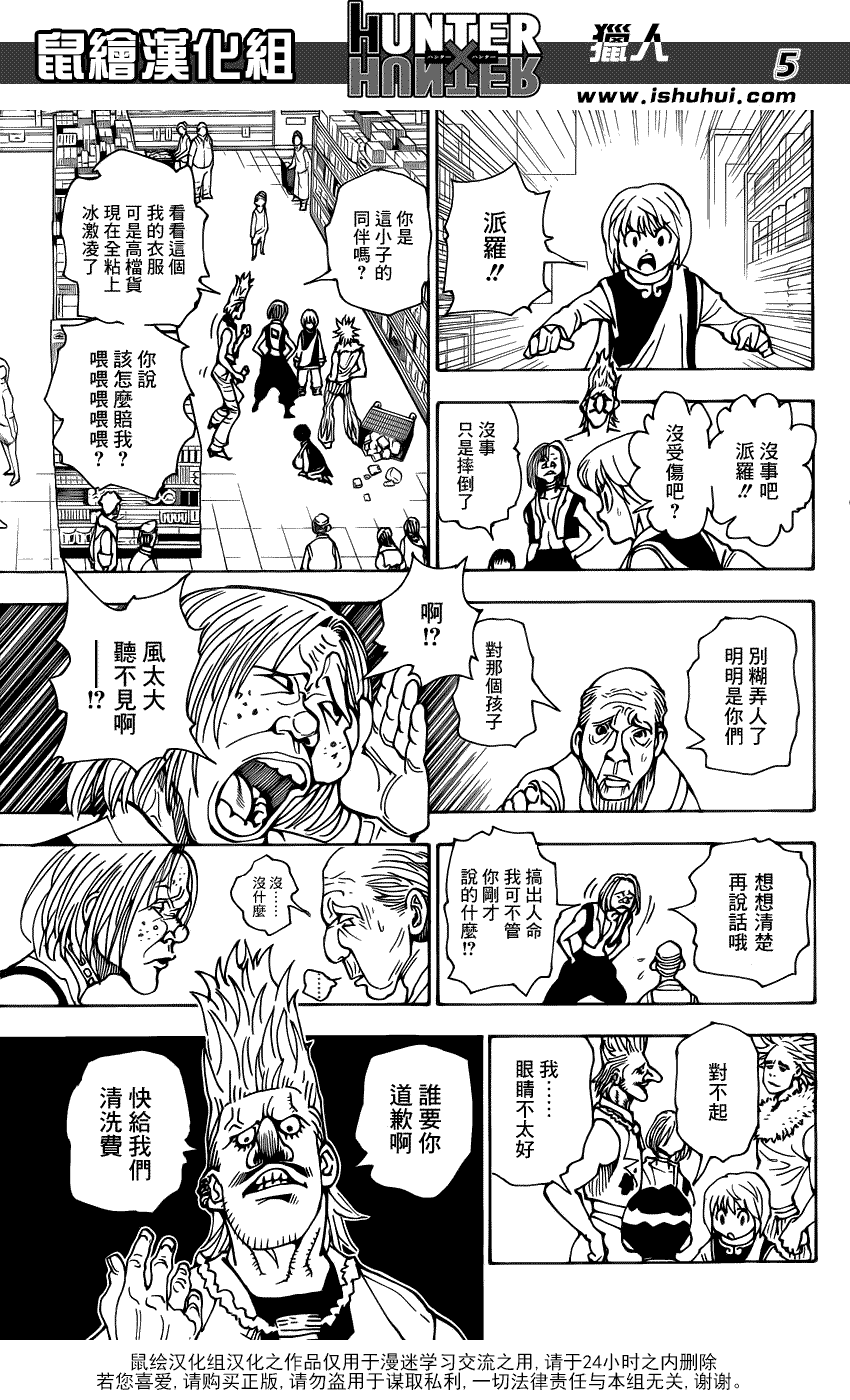 鼠繪漢化組
HUNTER
ハンター×ハンター
HUNTER
獵人
5
www.ishuhui.com
派羅!!
你是
這小子的
同伴嗎?
看看這個
我的衣服
可是高檔貨
現在全粘上
冰激凌了
你說
該怎麼賠我?
喂喂喂喂喂?
沒事吧
派羅!!
沒受傷吧?
沒事
只是摔倒了
別糊弄人了
明明是你們
對那個孩子
啊!?
風太大
聽不見啊
——!?
想想清楚
再說話哦
搞出人命
我可不管
你剛才
說的什麼!?
沒……
沒什麼
對不起
我……
眼睛不太好
誰要你
道歉啊
快給我們
清洗費
鼠绘汉化组汉化之作品仅用于漫迷学习交流之用,请于24小时之内删除
若您喜爱,请购买正版,请勿盗用于谋取私利,一切法律责任与本组无关,谢谢。